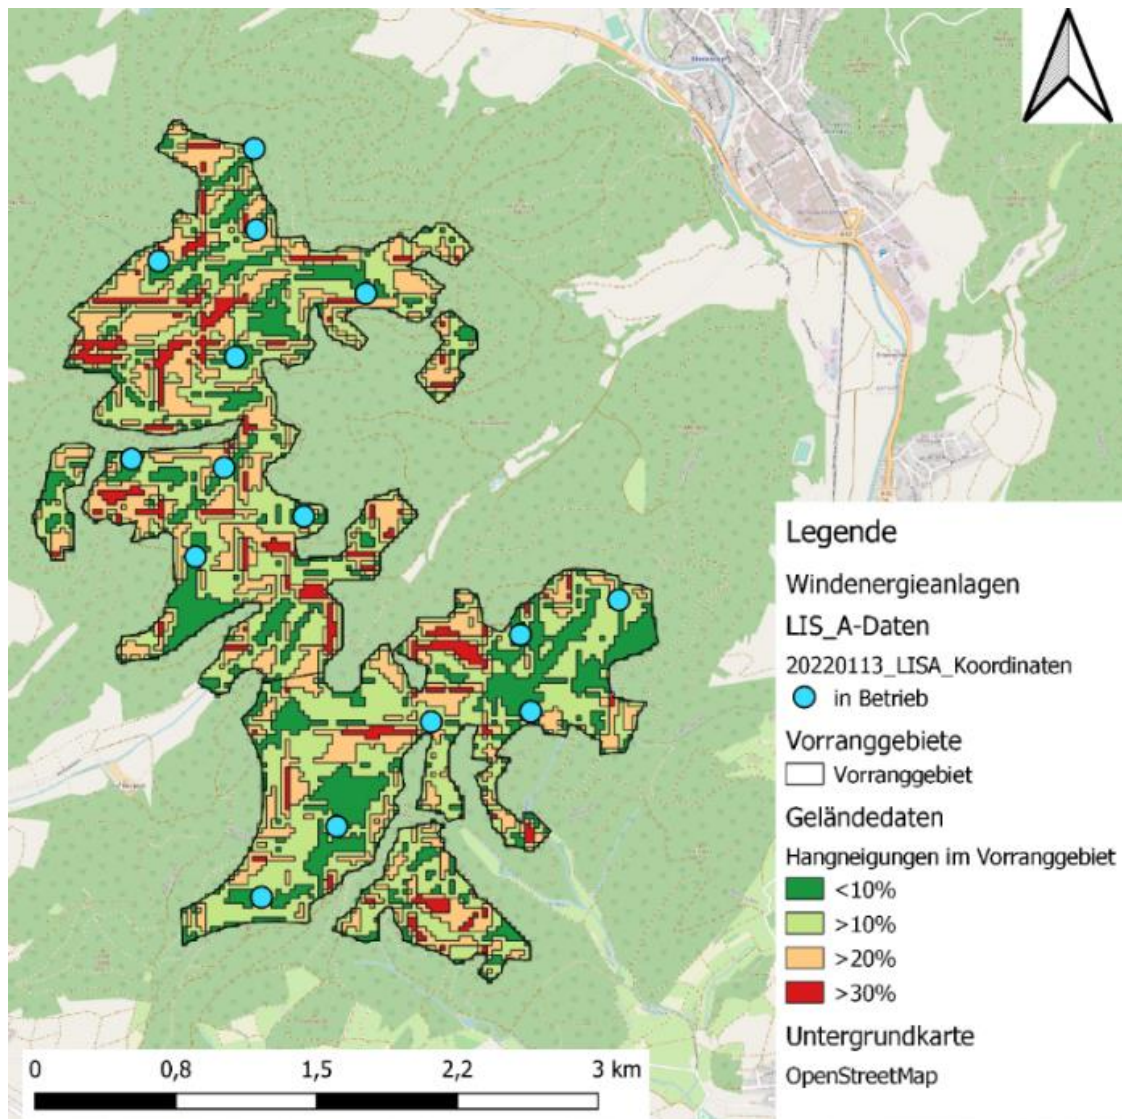 Legende
Windenergieanlagen
LIS_A-Daten
20220113_LISA_Koordinaten
in Betrieb
Vorranggebiete
Vorranggebiet
Geländedaten
Hangneigungen im Vorranggebiet
<10%
>10%
>20%
>30%
Untergrundkarte
OpenStreetMap
0 0,8 1,5 2,2 3 km